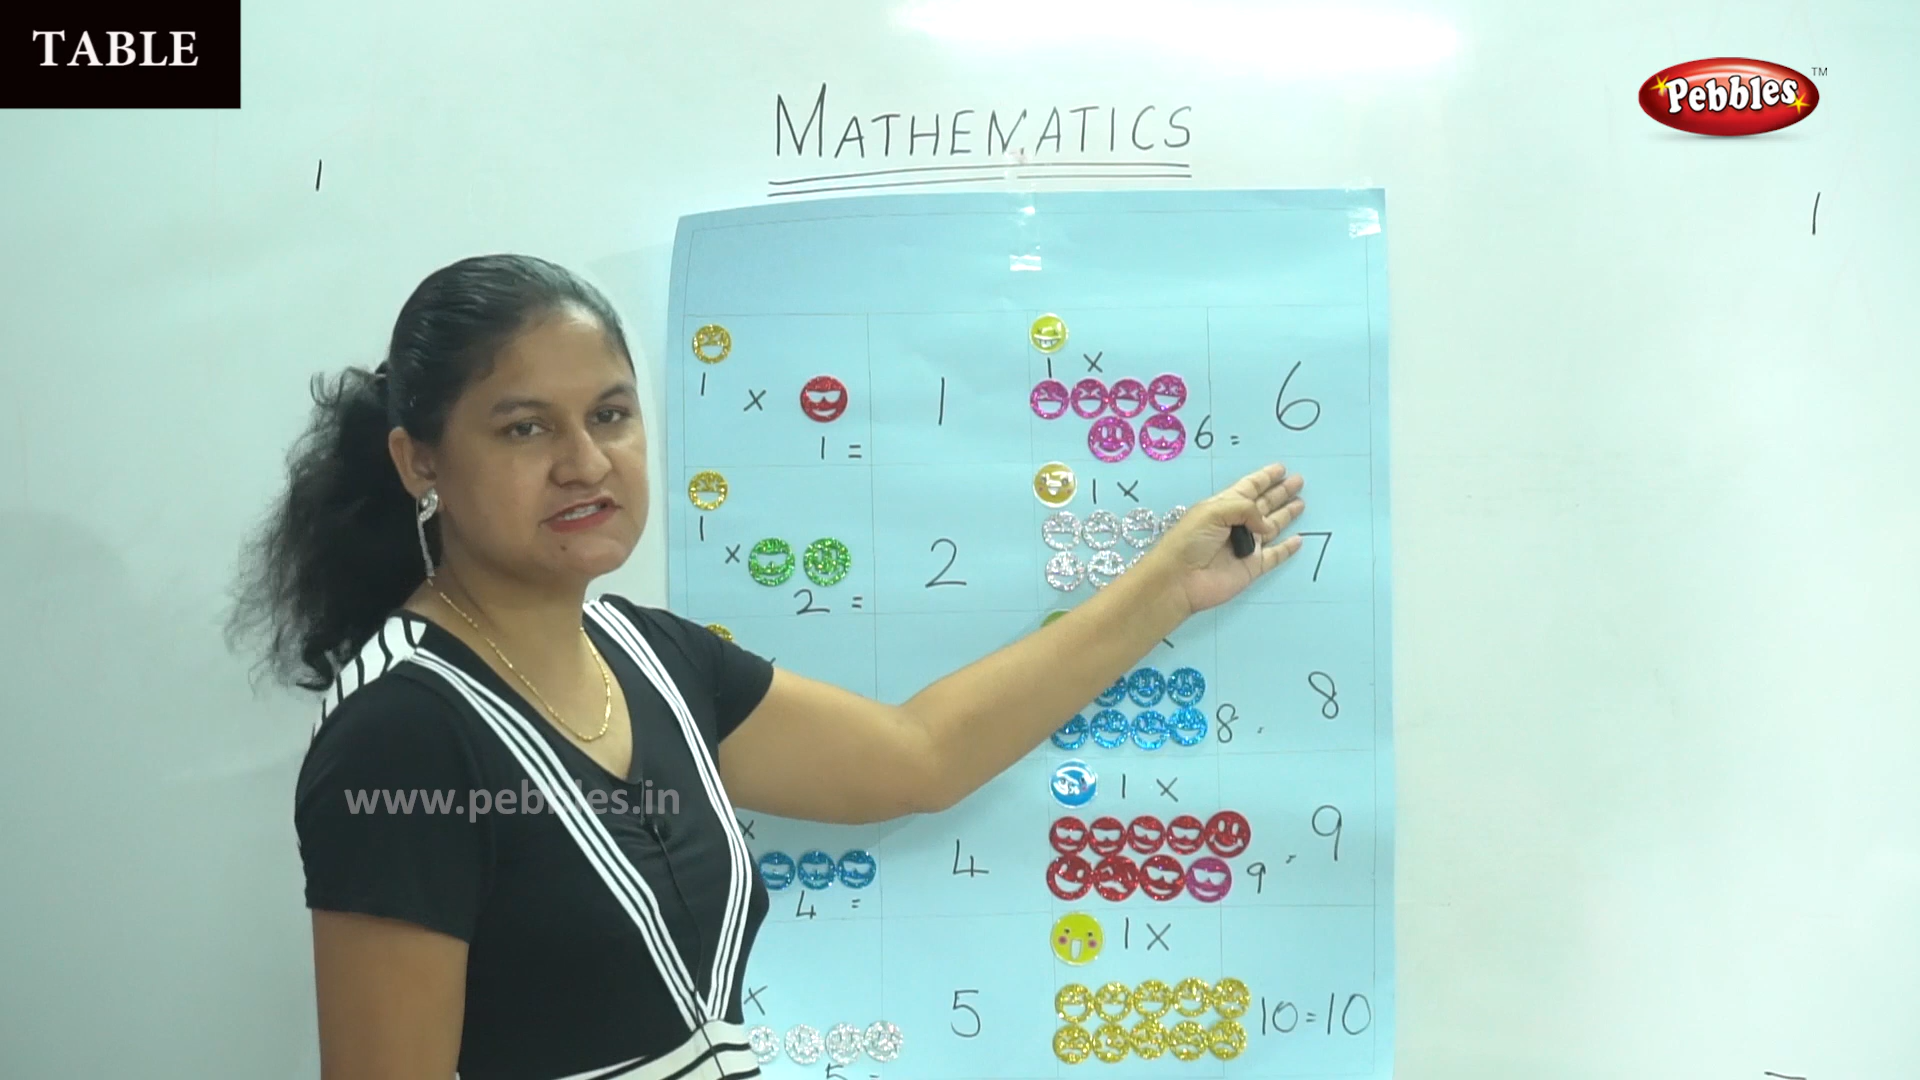 TABLE
Pebbles
TM
MATHEMATICS
1
1
1
x
1 =
1
1
x
2 =
2
x
4 =
4
x
5 =
5
1 x
6 =
6
1 x
7
8 =
8
1 x
9 =
9
1 x
10 = 10
www.pebbles.in